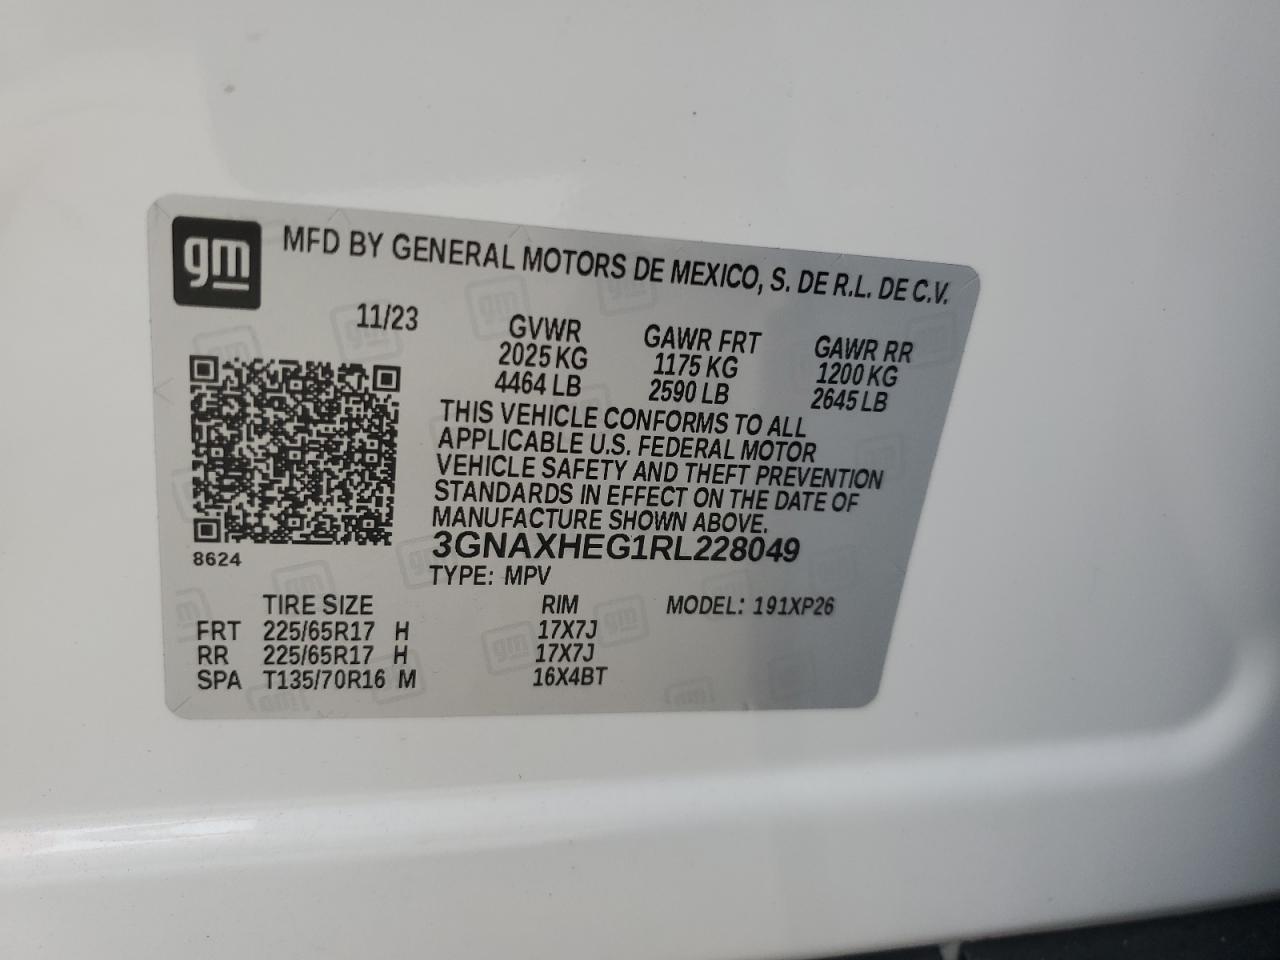 gm
MFD BY GENERAL MOTORS DE MEXICO, S. DE R.L. DE C.V.
11/23
GVWR GAWR FRT GAWR RR
2025 KG 1175 KG 1200 KG
4464 LB 2590 LB 2645 LB
THIS VEHICLE CONFORMS TO ALL
APPLICABLE U.S. FEDERAL MOTOR
VEHICLE SAFETY AND THEFT PREVENTION
STANDARDS IN EFFECT ON THE DATE OF
MANUFACTURE SHOWN ABOVE.
3GNAXHEG1RL228049
8624
TYPE: MPV
TIRE SIZE RIM MODEL: 191XP26
FRT 225/65R17 H 17X7J
RR 225/65R17 H 17X7J
SPA T135/70R16 M 16X4BT